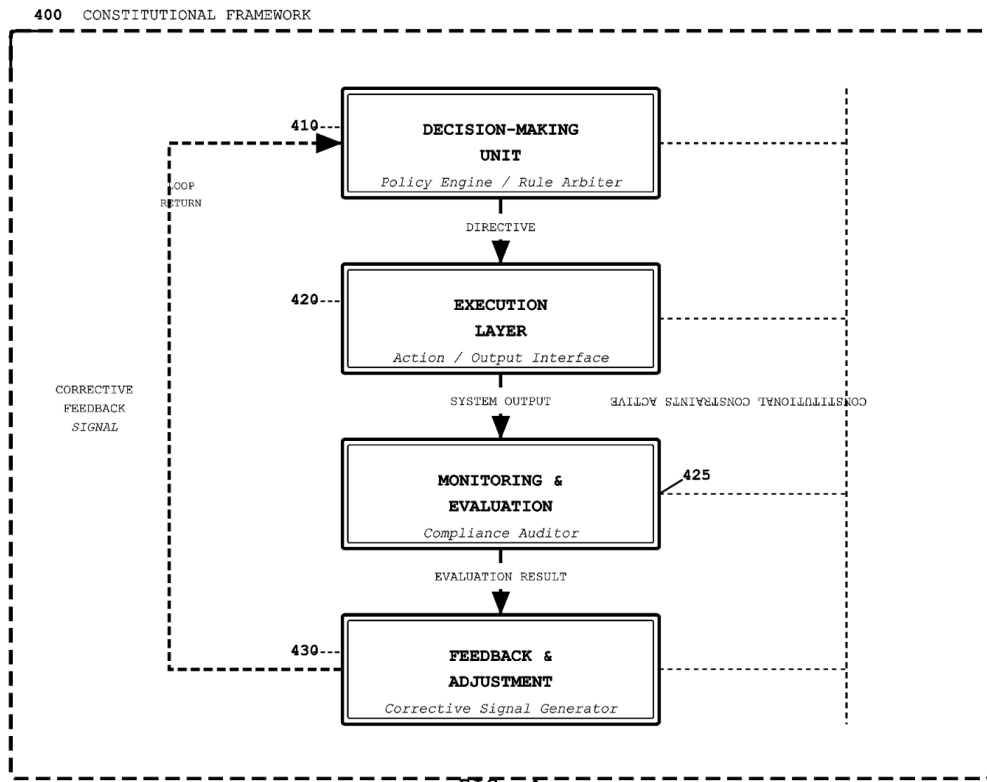 400 CONSTITUTIONAL FRAMEWORK
410
DECISION-MAKING
UNIT
Policy Engine / Rule Arbiter
LOOP
RETURN
DIRECTIVE
420
EXECUTION
LAYER
Action / Output Interface
CORRECTIVE
FEEDBACK
SIGNAL
SYSTEM OUTPUT
CONSTITUTIONAL CONSTRAINTS ACTIVE
MONITORING &
EVALUATION
Compliance Auditor
425
EVALUATION RESULT
430
FEEDBACK &
ADJUSTMENT
Corrective Signal Generator